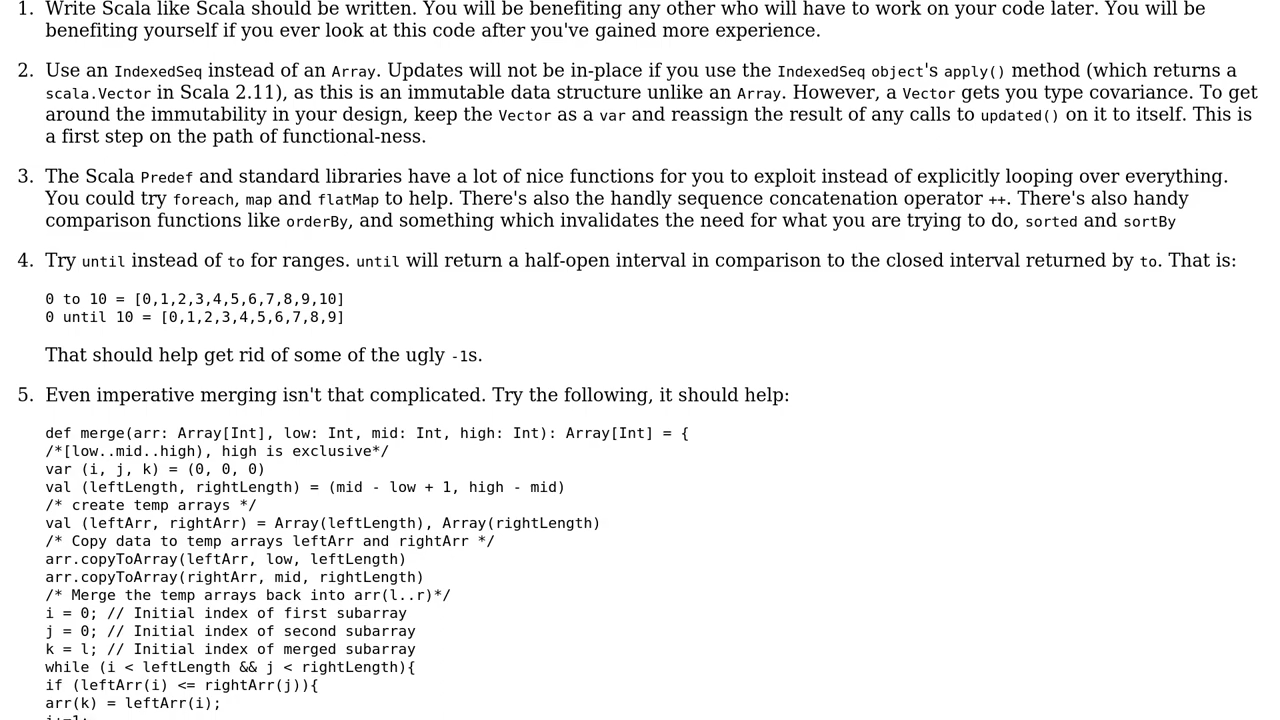 1. Write Scala like Scala should be written. You will be benefiting any other who will have to work on your code later. You will be
benefiting yourself if you ever look at this code after you've gained more experience.
2. Use an IndexedSeq instead of an Array. Updates will not be in-place if you use the IndexedSeq object's apply() method (which returns a
scala.Vector in Scala 2.11), as this is an immutable data structure unlike an Array. However, a Vector gets you type covariance. To get
around the immutability in your design, keep the Vector as a var and reassign the result of any calls to updated() on it to itself. This is
a first step on the path of functional-ness.
3. The Scala Predef and standard libraries have a lot of nice functions for you to exploit instead of explicitly looping over everything.
You could try foreach, map and flatMap to help. There's also the handly sequence concatenation operator ++. There's also handy
comparison functions like orderBy, and something which invalidates the need for what you are trying to do, sorted and sortBy
4. Try until instead of to for ranges. until will return a half-open interval in comparison to the closed interval returned by to. That is:
0 to 10 = [0,1,2,3,4,5,6,7,8,9,10]
0 until 10 = [0,1,2,3,4,5,6,7,8,9]
That should help get rid of some of the ugly -1s.
5. Even imperative merging isn't that complicated. Try the following, it should help:
def merge(arr: Array[Int], low: Int, mid: Int, high: Int): Array[Int] = {
/*[low..mid..high), high is exclusive*/
var (i, j, k) = (0, 0, 0)
val (leftLength, rightLength) = (mid - low + 1, high - mid)
/* create temp arrays */
val (leftArr, rightArr) = Array(leftLength), Array(rightLength)
/* Copy data to temp arrays leftArr and rightArr */
arr.copyToArray(leftArr, low, leftLength)
arr.copyToArray(rightArr, mid, rightLength)
/* Merge the temp arrays back into arr(l..r)*/
i = 0; // Initial index of first subarray
j = 0; // Initial index of second subarray
k = l; // Initial index of merged subarray
while (i < leftLength && j < rightLength){
if (leftArr(i) <= rightArr(j)){
arr(k) = leftArr(i);